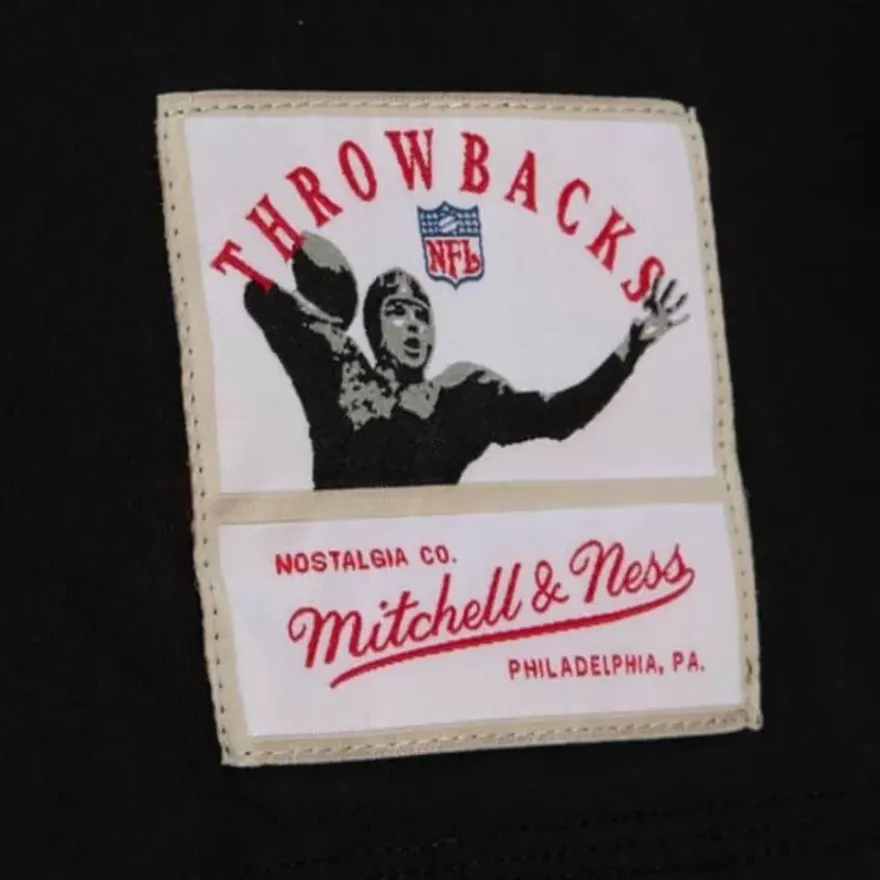 THROWBACKS
NFL
NOSTALGIA CO.
Mitchell & Ness
PHILADELPHIA, PA.